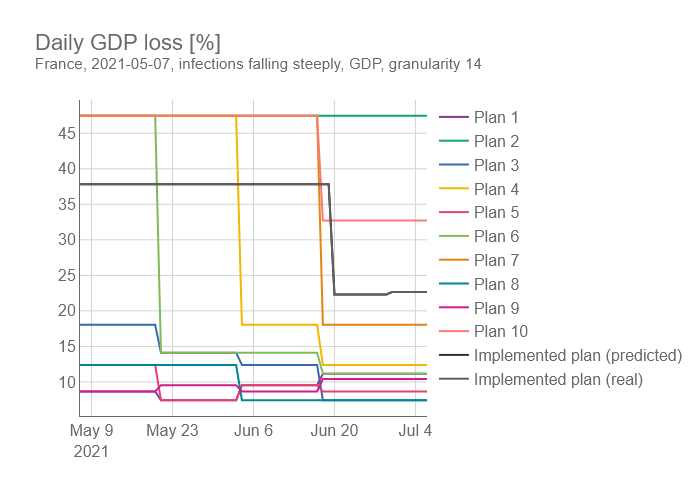 Daily GDP loss [%]
France, 2021-05-07, infections falling steeply, GDP, granularity 14
45
40
35
30
25
20
15
10
May 9
2021
May 23
Jun 6
Jun 20
Jul 4
Plan 1
Plan 2
Plan 3
Plan 4
Plan 5
Plan 6
Plan 7
Plan 8
Plan 9
Plan 10
Implemented plan (predicted)
Implemented plan (real)